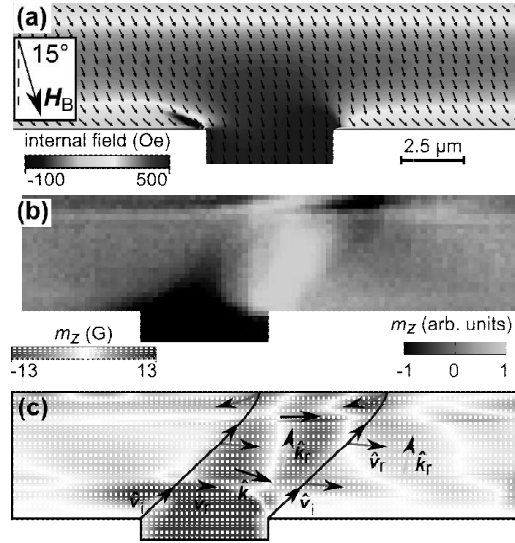 (a)
15°
H_B
internal field (Oe)
-100 500
2.5 μm
(b)
m_z (G)
-13 13
m_z (arb. units)
-1 0 1
(c)
k̂_r v̂_r k̂_r
v̂_i k̂ v̂_i